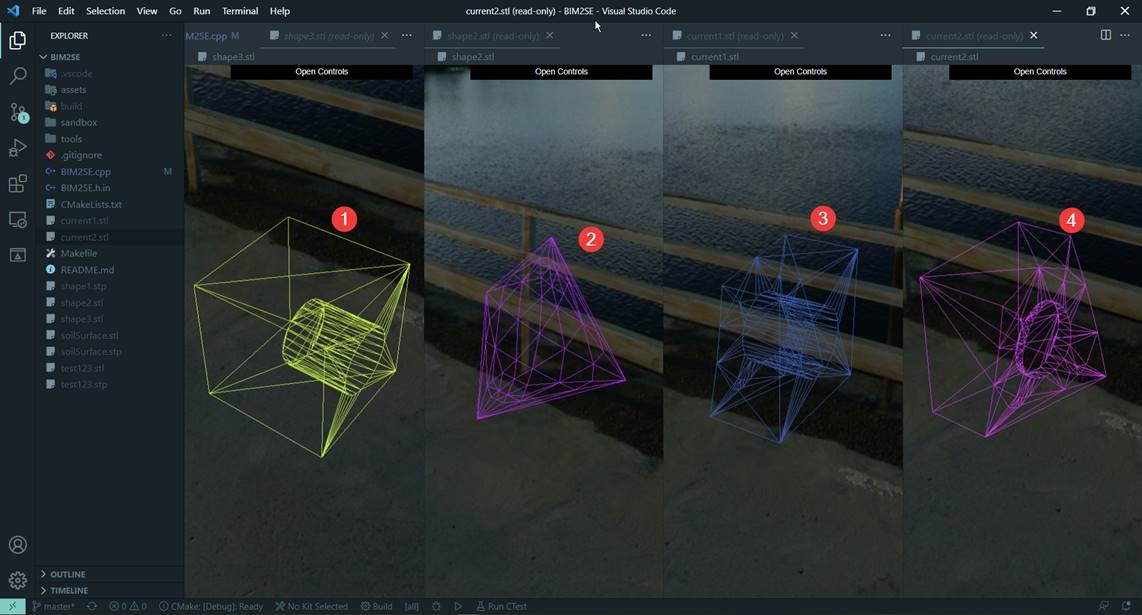 File Edit Selection View Go Run Terminal Help
current2.stl (read-only) - BIM2SE - Visual Studio Code
EXPLORER
M2SE.cpp M
shape3.stl (read-only)
shape2.stl (read-only)
current1.stl (read-only)
current2.stl (read-only)
shape3.stl
shape2.stl
current1.stl
current2.stl
Open Controls
Open Controls
Open Controls
Open Controls
BIM2SE
.vscode
assets
build
sandbox
tools
.gitignore
BIM2SE.cpp M
BIM2SE.h.in
CMakeLists.txt
current1.stl
current2.stl
Makefile
README.md
shape1.stp
shape2.stl
shape3.stl
soilSurface.stl
soilSurface.stp
test123.stl
test123.stp
1
1
2
3
4
OUTLINE
TIMELINE
master* 0 0 CMake: [Debug]: Ready No Kit Selected Build [all] Run CTest